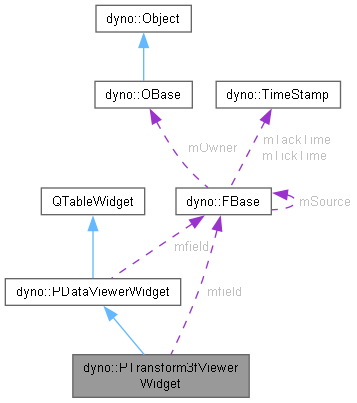 dyno::Object
dyno::OBase
dyno::TimeStamp
mOwner
mTackTime
mTickTime
QTableWidget
dyno::FBase
mSource
mfield
dyno::PDataViewerWidget
mfield
dyno::PTransform3fViewer
Widget